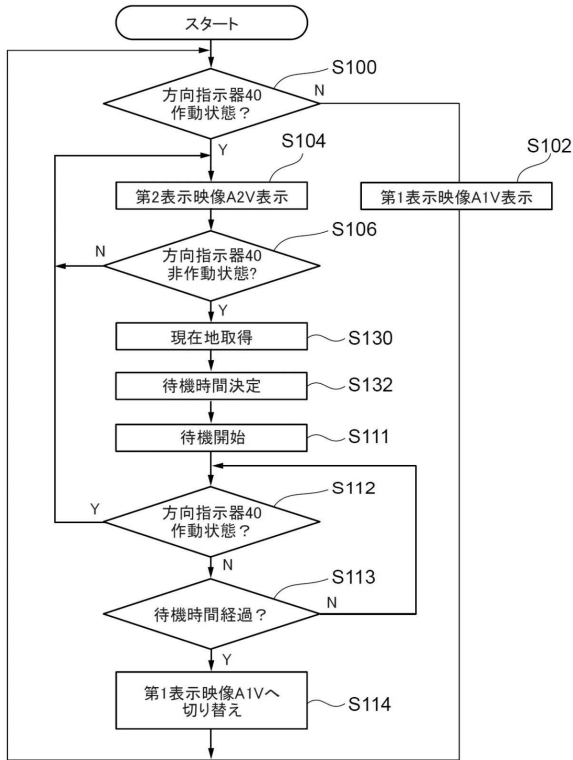 スタート
S100
方向指示器40
作動状態？
N
Y
S104
第2表示映像A2V表示
S102
第1表示映像A1V表示
S106
方向指示器40
非作動状態?
N
Y
現在地取得
S130
待機時間決定
S132
待機開始
S111
S112
方向指示器40
作動状態？
Y
N
S113
待機時間経過？
N
Y
第1表示映像A1Vへ
切り替え
S114